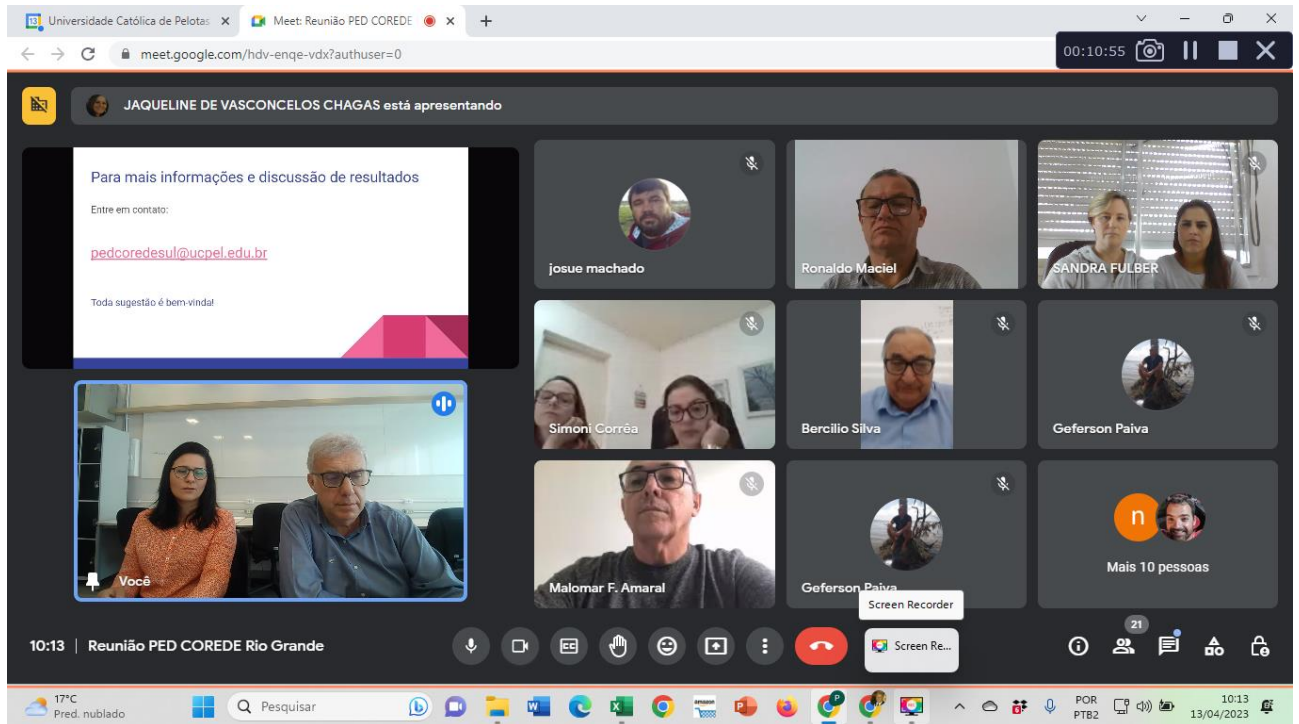 Universidade Católica de Pelotas
Meet: Reunião PED COREDE
meet.google.com/hdv-enqe-vdx?authuser=0
00:10:55
JAQUELINE DE VASCONCELOS CHAGAS está apresentando
Para mais informações e discussão de resultados
Entre em contato:
pedcoredesul@ucpel.edu.br
Toda sugestão é bem-vinda!
josue machado
Ronaldo Maciel
SANDRA FULBER
Simoni Corrêa
Bercilio Silva
Geferson Paiva
Você
Malomar F. Amaral
Geferson Paiva
n
Mais 10 pessoas
Screen Recorder
10:13 | Reunião PED COREDE Rio Grande
Screen Re...
21
17°C
Pred. nublado
Pesquisar
POR
PTB2
10:13
13/04/2023